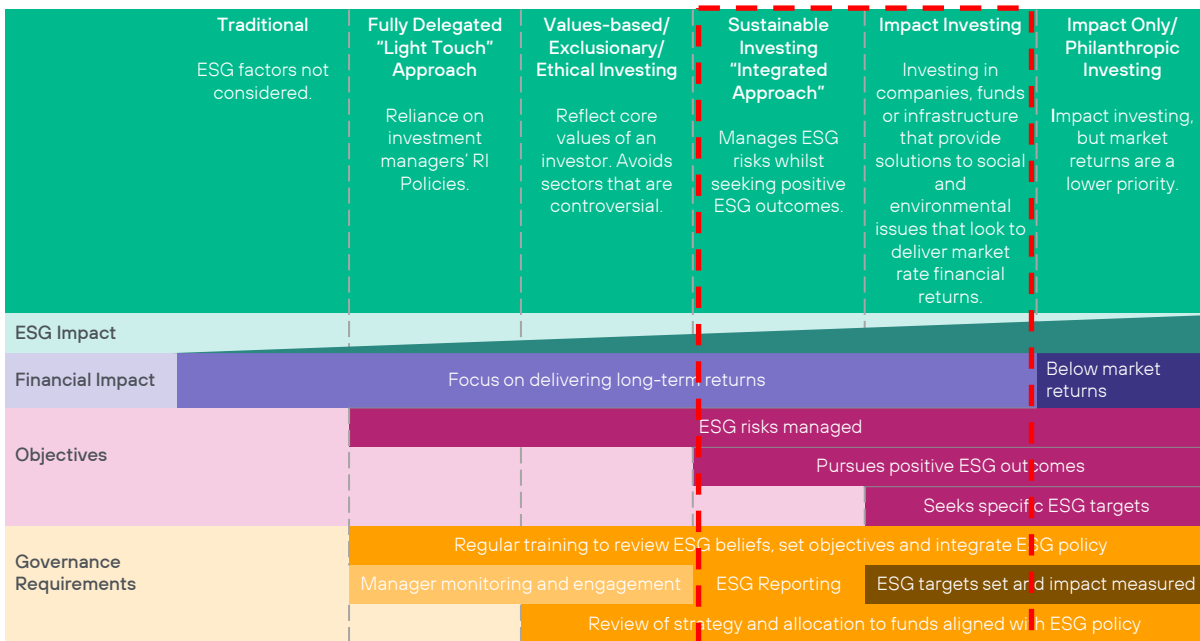 Traditional
ESG factors not
considered.
Fully Delegated
“Light Touch”
Approach
Reliance on
investment
managers’ RI
Policies.
Values-based/
Exclusionary/
Ethical Investing
Reflect core
values of an
investor. Avoids
sectors that are
controversial.
Sustainable
Investing
“Integrated
Approach”
Manages ESG
risks whilst
seeking positive
ESG outcomes.
Impact Investing
Investing in
companies, funds
or infrastructure
that provide
solutions to social
and
environmental
issues that look to
deliver market
rate financial
returns.
Impact Only/
Philanthropic
Investing
Impact investing,
but market
returns are a
lower priority.
ESG Impact
Financial Impact
Focus on delivering long-term returns
Below market
returns
Objectives
ESG risks managed
Pursues positive ESG outcomes
Seeks specific ESG targets
Governance
Requirements
Regular training to review ESG beliefs, set objectives and integrate ESG policy
Manager monitoring and engagement
ESG Reporting
ESG targets set and impact measured
Review of strategy and allocation to funds aligned with ESG policy